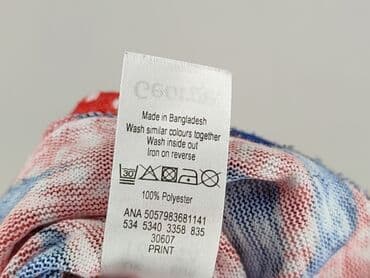 George
Made in Bangladesh
Wash similar colours together
Wash inside out
Iron on reverse
30
100% Polyester
ANA 5057983681141
534 5340 3358 835
30607
PRINT